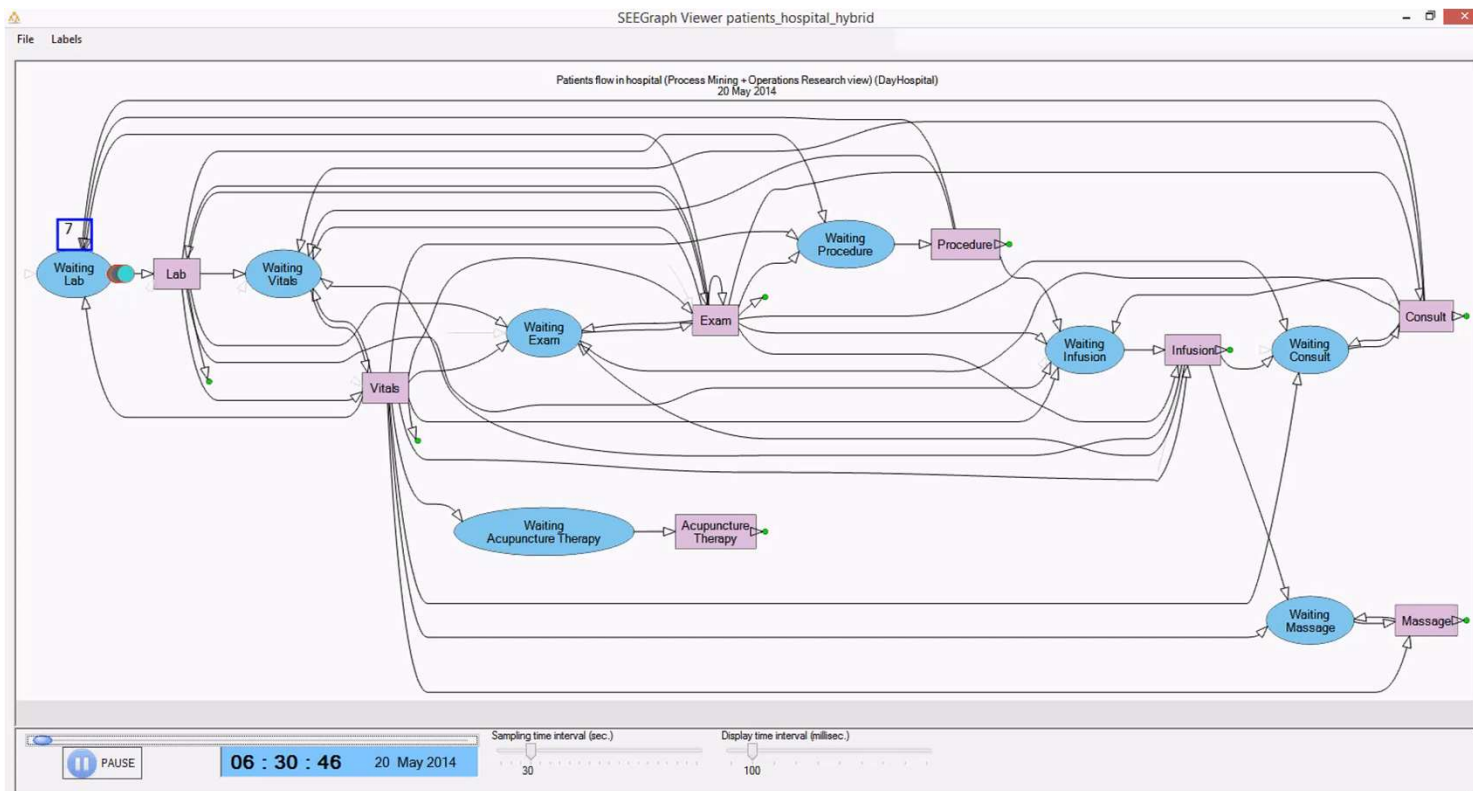 SEEGraph Viewer patients_hospital_hybrid
File Labels
Patients flow in hospital (Process Mining + Operations Research view) (DayHospital)
20 May 2014
7
Waiting
Lab
Lab
Waiting
Vitals
Waiting
Procedure
Procedure
Waiting
Exam
Exam
Vitals
Waiting
Infusion
Infusion
Waiting
Consult
Consult
Waiting
Acupuncture Therapy
Acupuncture
Therapy
Waiting
Massage
Massage
PAUSE
06 : 30 : 46 20 May 2014
Sampling time interval (sec.)
30
Display time interval (millisec.)
100